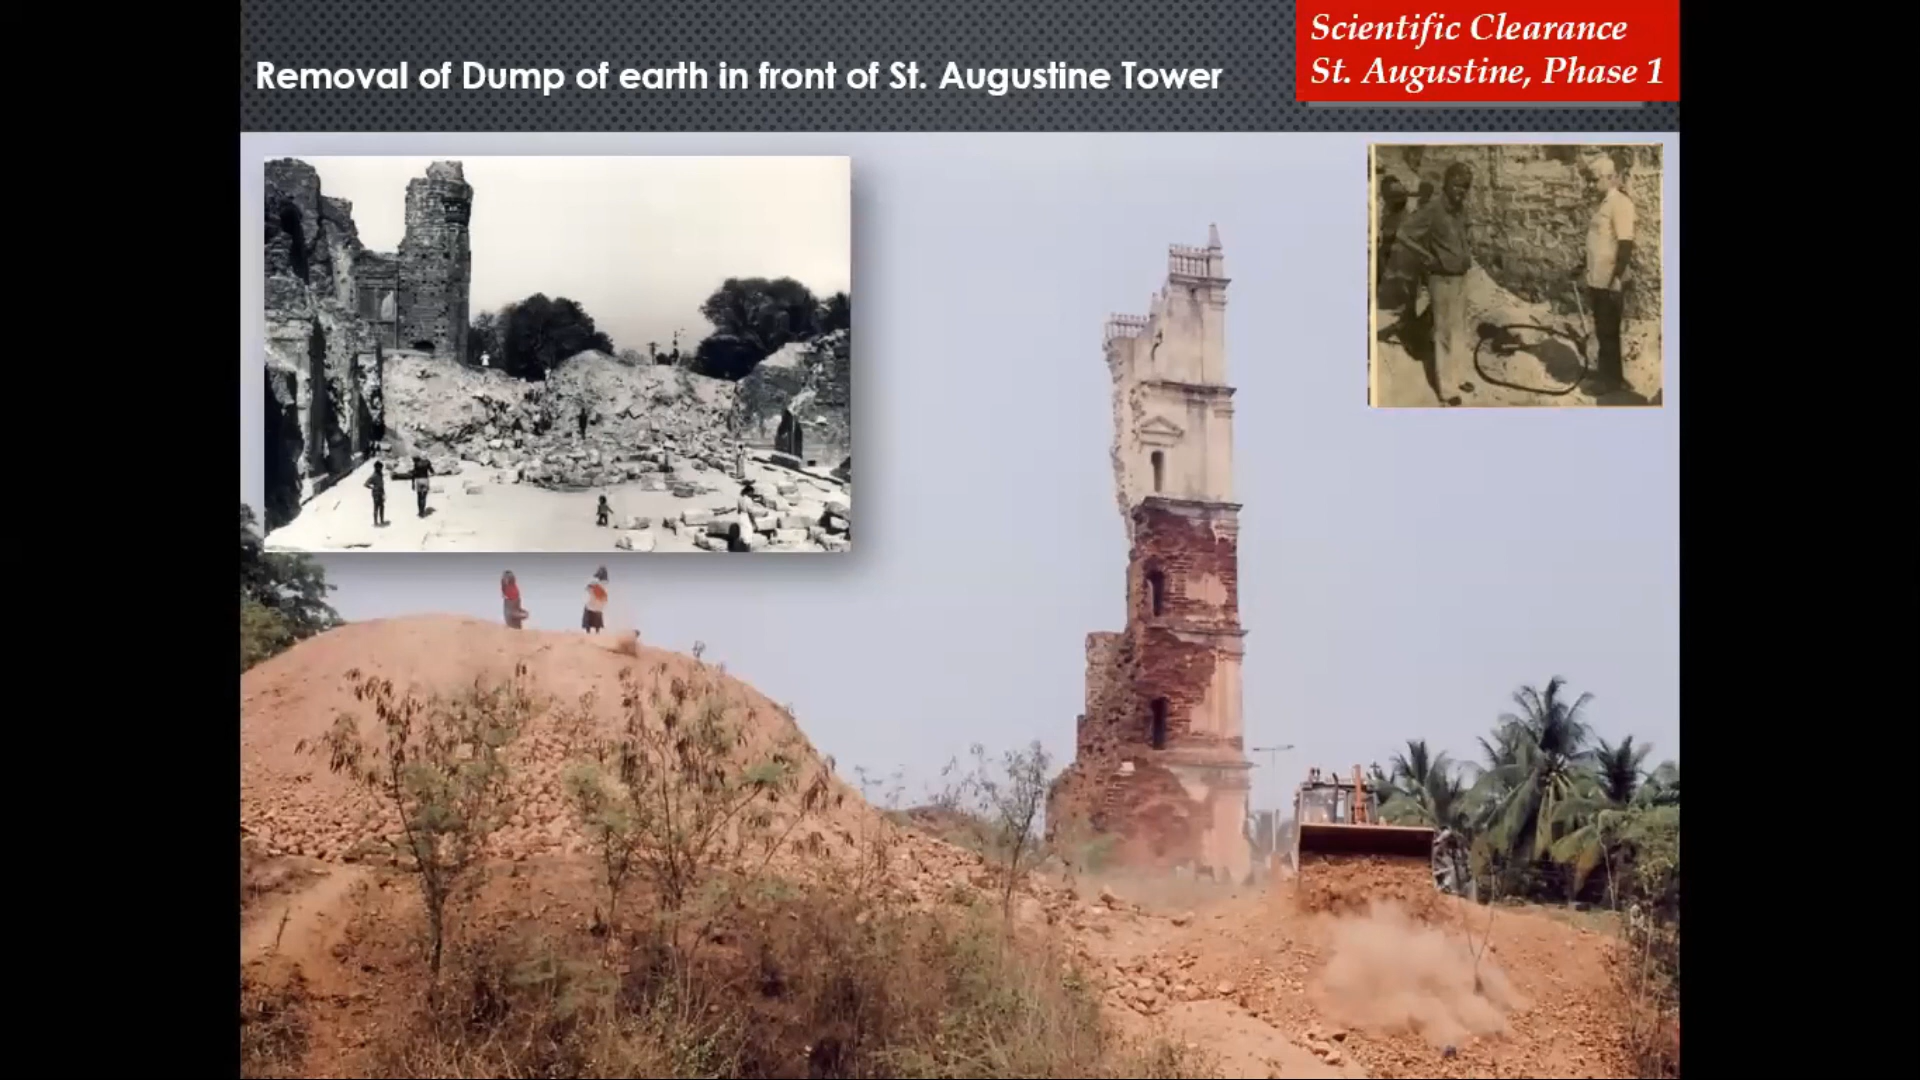 Removal of Dump of earth in front of St. Augustine Tower
Scientific Clearance
St. Augustine, Phase 1